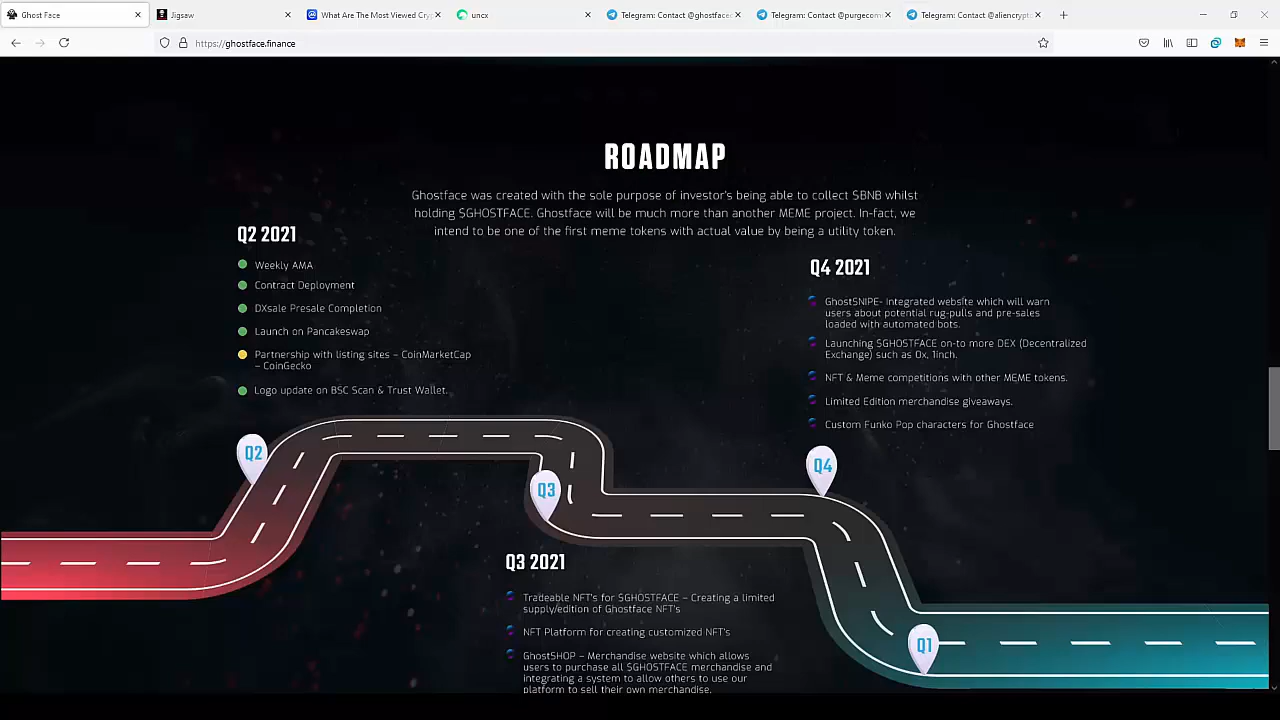 Ghost Face
Jigsaw
What Are The Most Viewed Cryp
uncx
Telegram: Contact @ghostface
Telegram: Contact @purgecom
Telegram: Contact @aliencrypt
https://ghostface.finance
ROADMAP
Ghostface was created with the sole purpose of investor's being able to collect $BNB whilst
holding $GHOSTFACE. Ghostface will be much more than another MEME project. In-fact, we
intend to be one of the first meme tokens with actual value by being a utility token.
Q2 2021
Weekly AMA
Contract Deployment
DXsale Presale Completion
Launch on Pancakeswap
Partnership with listing sites – CoinMarketCap
– CoinGecko
Logo update on BSC Scan & Trust Wallet.
Q4 2021
GhostSNIPE- Integrated website which will warn
users about potential rug-pulls and pre-sales
loaded with automated bots.
Launching $GHOSTFACE on-to more DEX (Decentralized
Exchange) such as 0x, 1inch.
NFT & Meme competitions with other MEME tokens.
Limited Edition merchandise giveaways.
Custom Funko Pop characters for Ghostface
Q2
Q3
Q4
Q1
Q3 2021
Tradeable NFT's for $GHOSTFACE – Creating a limited
supply/edition of Ghostface NFT's
NFT Platform for creating customized NFT's
GhostSHOP – Merchandise website which allows
users to purchase all $GHOSTFACE merchandise and
integrating a system to allow others to use our
platform to sell their own merchandise.